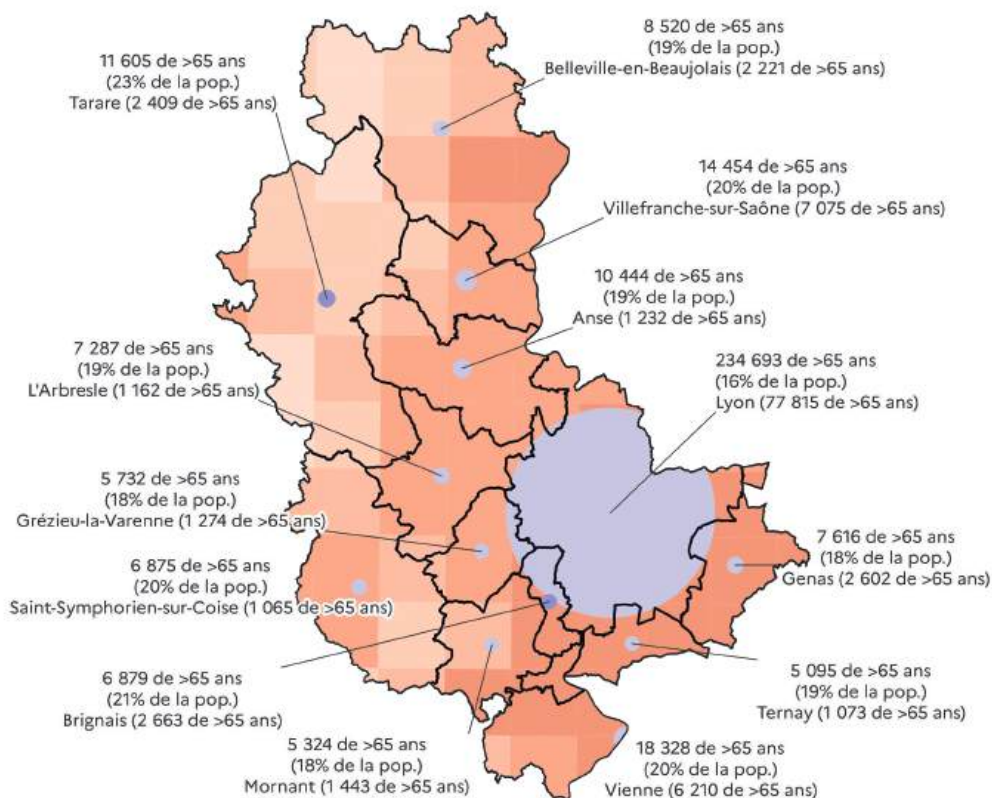 8 520 de >65 ans
(19% de la pop.)
Belleville-en-Beaujolais (2 221 de >65 ans)
11 605 de >65 ans
(23% de la pop.)
Tarare (2 409 de >65 ans)
14 454 de >65 ans
(20% de la pop.)
Villefranche-sur-Saône (7 075 de >65 ans)
10 444 de >65 ans
(19% de la pop.)
Anse (1 232 de >65 ans)
7 287 de >65 ans
(19% de la pop.)
L'Arbresle (1 162 de >65 ans)
234 693 de >65 ans
(16% de la pop.)
Lyon (77 815 de >65 ans)
5 732 de >65 ans
(18% de la pop.)
Grézieu-la-Varenne (1 274 de >65 ans)
7 616 de >65 ans
(18% de la pop.)
Genas (2 602 de >65 ans)
6 875 de >65 ans
(20% de la pop.)
Saint-Symphorien-sur-Coise (1 065 de >65 ans)
6 879 de >65 ans
(21% de la pop.)
Brignais (2 663 de >65 ans)
5 095 de >65 ans
(19% de la pop.)
Ternay (1 073 de >65 ans)
5 324 de >65 ans
(18% de la pop.)
Mornant (1 443 de >65 ans)
18 328 de >65 ans
(20% de la pop.)
Vienne (6 210 de >65 ans)